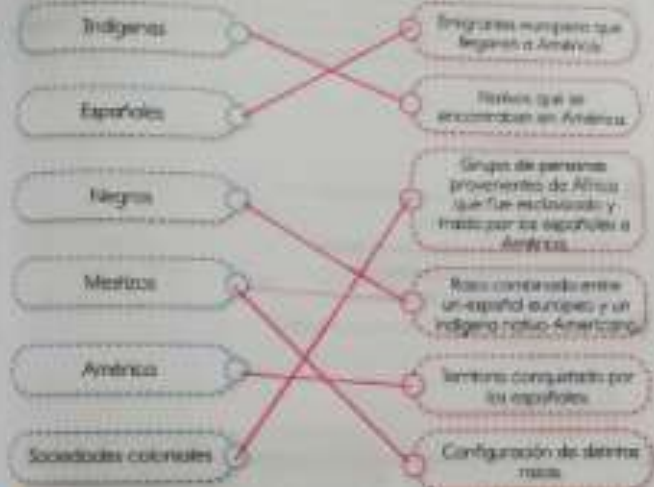 Indígenas
Españoles
Negros
Mestizos
América
Sociedades coloniales
Emigrantes europeos que
llegaron a América
Nativos que se
encontraban en América
Grupo de personas
provenientes de África
que fue esclavizado y
traído por los españoles a
América
Raza combinada entre
un español europeo y un
indígena nativo Americano
Territorio conquistado por
los españoles
Configuración de distintas
razas